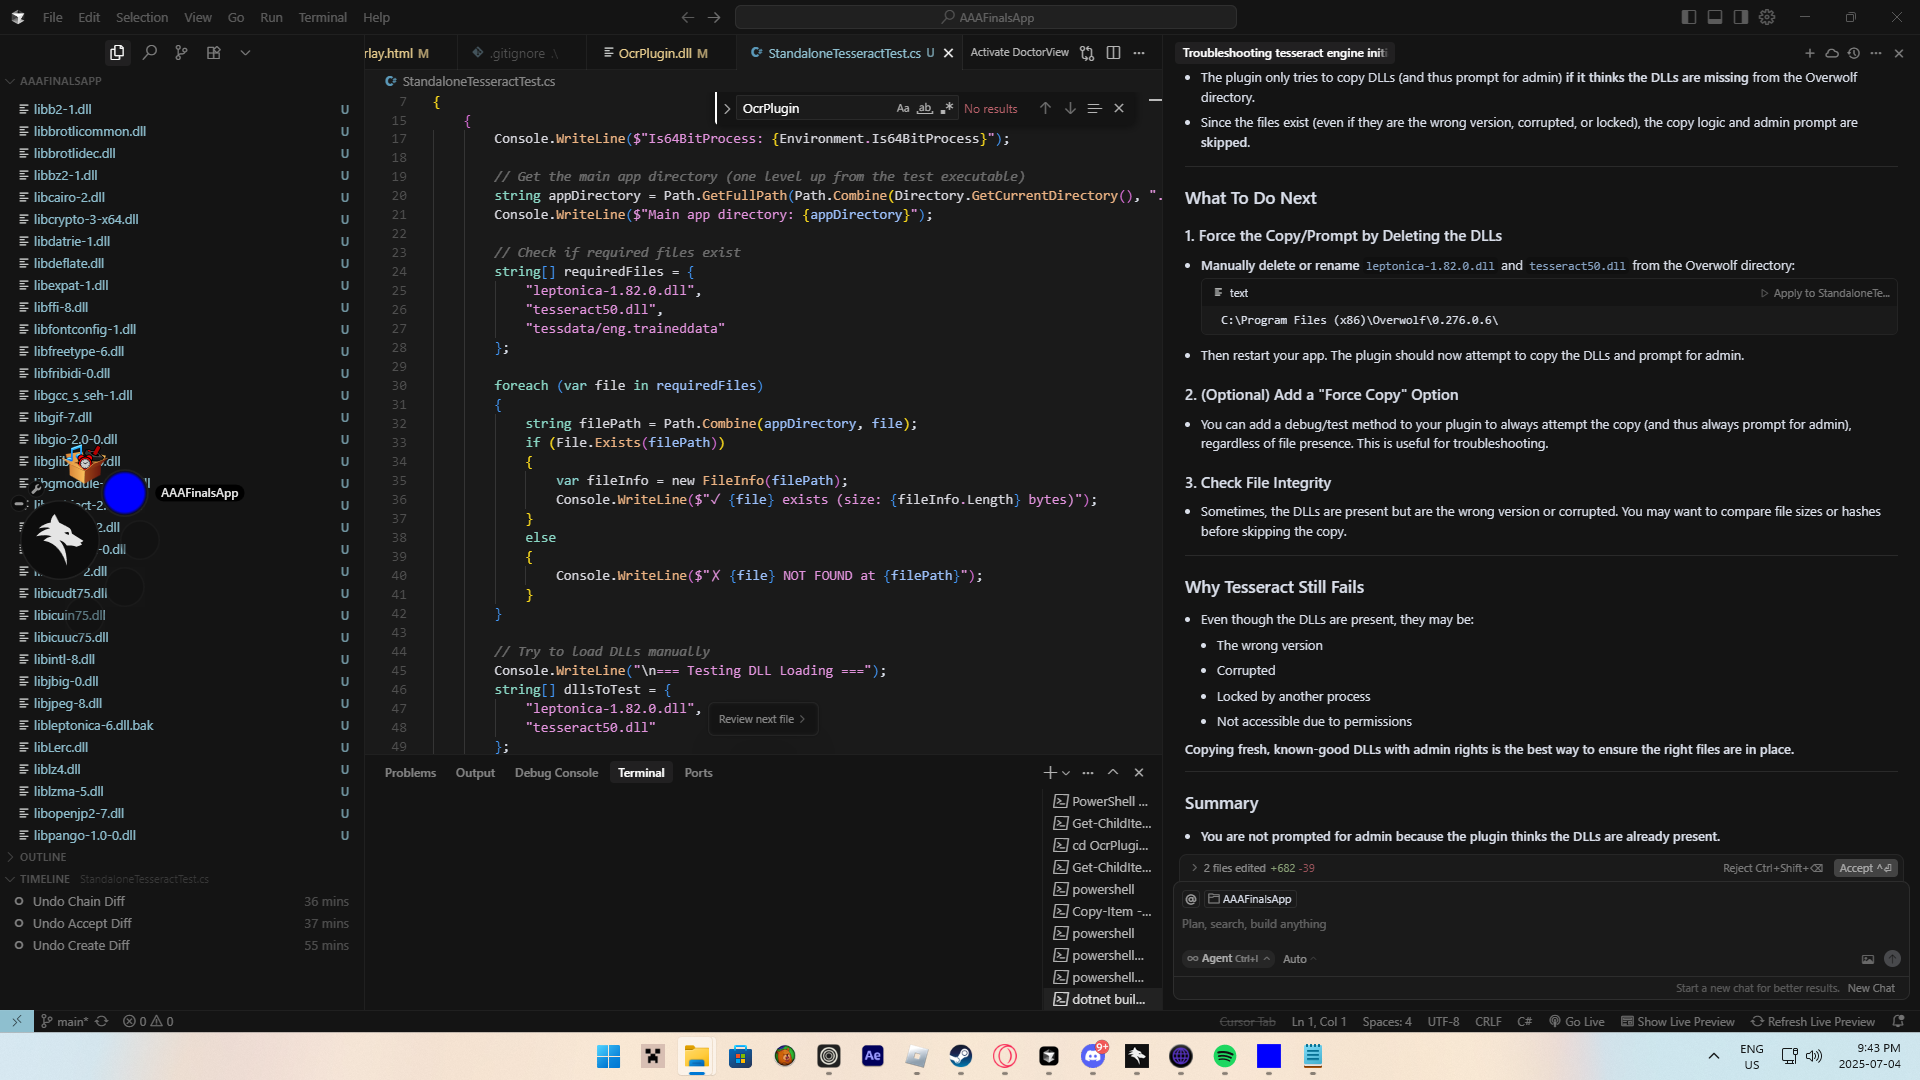 File Edit Selection View Go Run Terminal Help
AAAFinalsApp
rlay.html M
.gitignore
OcrPlugin.dll M
StandaloneTesseractTest.cs U
Activate DoctorView
Troubleshooting tesseract engine initi
AAAFINALSAPP
libb2-1.dll U
libbrotlicommon.dll U
libbrotlidec.dll U
libbz2-1.dll U
libcairo-2.dll U
libcrypto-3-x64.dll U
libdatrie-1.dll U
libdeflate.dll U
libexpat-1.dll U
libffi-8.dll U
libfontconfig-1.dll U
libfreetype-6.dll U
libfribidi-0.dll U
libgcc_s_seh-1.dll U
libgif-7.dll U
libgio-2.0-0.dll U
U
U
U
U
U
U
libicudt75.dll U
libicuin75.dll U
libicuuc75.dll U
libintl-8.dll U
libjbig-0.dll U
libjpeg-8.dll U
libleptonica-6.dll.bak U
libLerc.dll U
liblz4.dll U
liblzma-5.dll U
libopenjp2-7.dll U
libpango-1.0-0.dll U
AAAFinalsApp
OUTLINE
TIMELINE StandaloneTesseractTest.cs
Undo Chain Diff 36 mins
Undo Accept Diff 37 mins
Undo Create Diff 55 mins
StandaloneTesseractTest.cs
OcrPlugin Aa ab .* No results
7 {
15 {
17 Console.WriteLine($"Is64BitProcess: {Environment.Is64BitProcess}");
18
19 // Get the main app directory (one level up from the test executable)
20 string appDirectory = Path.GetFullPath(Path.Combine(Directory.GetCurrentDirectory(), ".
21 Console.WriteLine($"Main app directory: {appDirectory}");
22
23 // Check if required files exist
24 string[] requiredFiles = {
25 "leptonica-1.82.0.dll",
26 "tesseract50.dll",
27 "tessdata/eng.traineddata"
28 };
29
30 foreach (var file in requiredFiles)
31 {
32 string filePath = Path.Combine(appDirectory, file);
33 if (File.Exists(filePath))
34 {
35 var fileInfo = new FileInfo(filePath);
36 Console.WriteLine($"✓ {file} exists (size: {fileInfo.Length} bytes)");
37 }
38 else
39 {
40 Console.WriteLine($"✗ {file} NOT FOUND at {filePath}");
41 }
42 }
43
44 // Try to load DLLs manually
45 Console.WriteLine("\n=== Testing DLL Loading ===");
46 string[] dllsToTest = {
47 "leptonica-1.82.0.dll",
48 "tesseract50.dll"
49 };
Review next file
Problems Output Debug Console Terminal Ports
PowerShell ...
Get-ChildIte...
cd OcrPlugi...
Get-ChildIte...
powershell
Copy-Item -...
powershell
powershell...
powershell...
dotnet buil...
The plugin only tries to copy DLLs (and thus prompt for admin) if it thinks the DLLs are missing from the Overwolf
directory.
Since the files exist (even if they are the wrong version, corrupted, or locked), the copy logic and admin prompt are
skipped.
What To Do Next
1. Force the Copy/Prompt by Deleting the DLLs
Manually delete or rename leptonica-1.82.0.dll and tesseract50.dll from the Overwolf directory:
text Apply to StandaloneTe...
C:\Program Files (x86)\Overwolf\0.276.0.6\
Then restart your app. The plugin should now attempt to copy the DLLs and prompt for admin.
2. (Optional) Add a "Force Copy" Option
You can add a debug/test method to your plugin to always attempt the copy (and thus always prompt for admin),
regardless of file presence. This is useful for troubleshooting.
3. Check File Integrity
Sometimes, the DLLs are present but are the wrong version or corrupted. You may want to compare file sizes or hashes
before skipping the copy.
Why Tesseract Still Fails
Even though the DLLs are present, they may be:
The wrong version
Corrupted
Locked by another process
Not accessible due to permissions
Copying fresh, known-good DLLs with admin rights is the best way to ensure the right files are in place.
Summary
You are not prompted for admin because the plugin thinks the DLLs are already present.
2 files edited +682 -39 Reject Ctrl+Shift+⌫ Accept ^⏎
@ AAAFinalsApp
Plan, search, build anything
∞ Agent Ctrl+I Auto
Start a new chat for better results. New Chat
main* 0 0
Cursor Tab Ln 1, Col 1 Spaces: 4 UTF-8 CRLF C# Go Live Show Live Preview Refresh Live Preview
Ae
9+
ENG
US
9:43 PM
2025-07-04